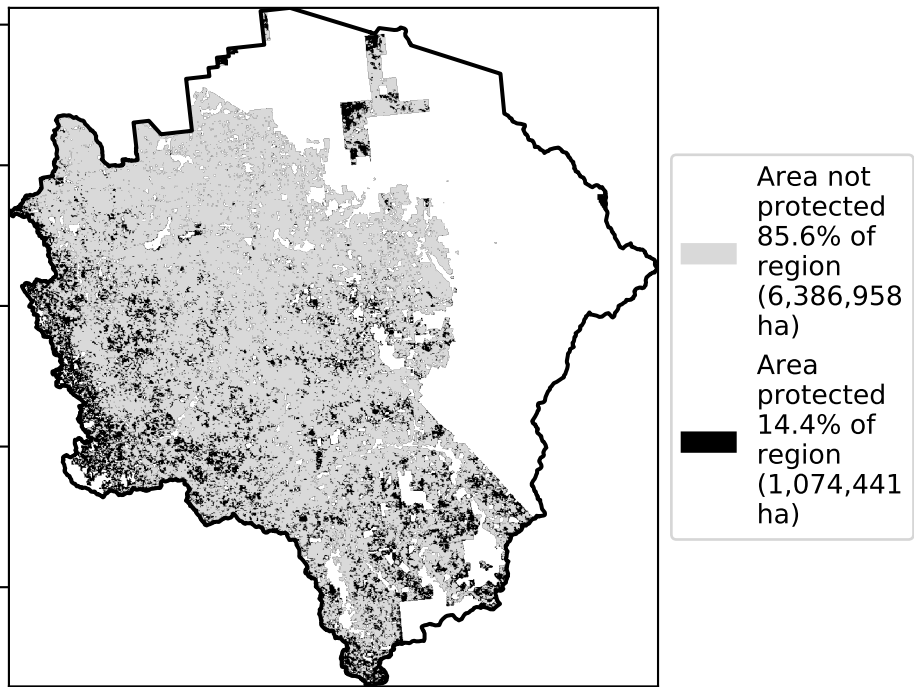 Area not
protected
85.6% of
region
(6,386,958
ha)
Area
protected
14.4% of
region
(1,074,441
ha)